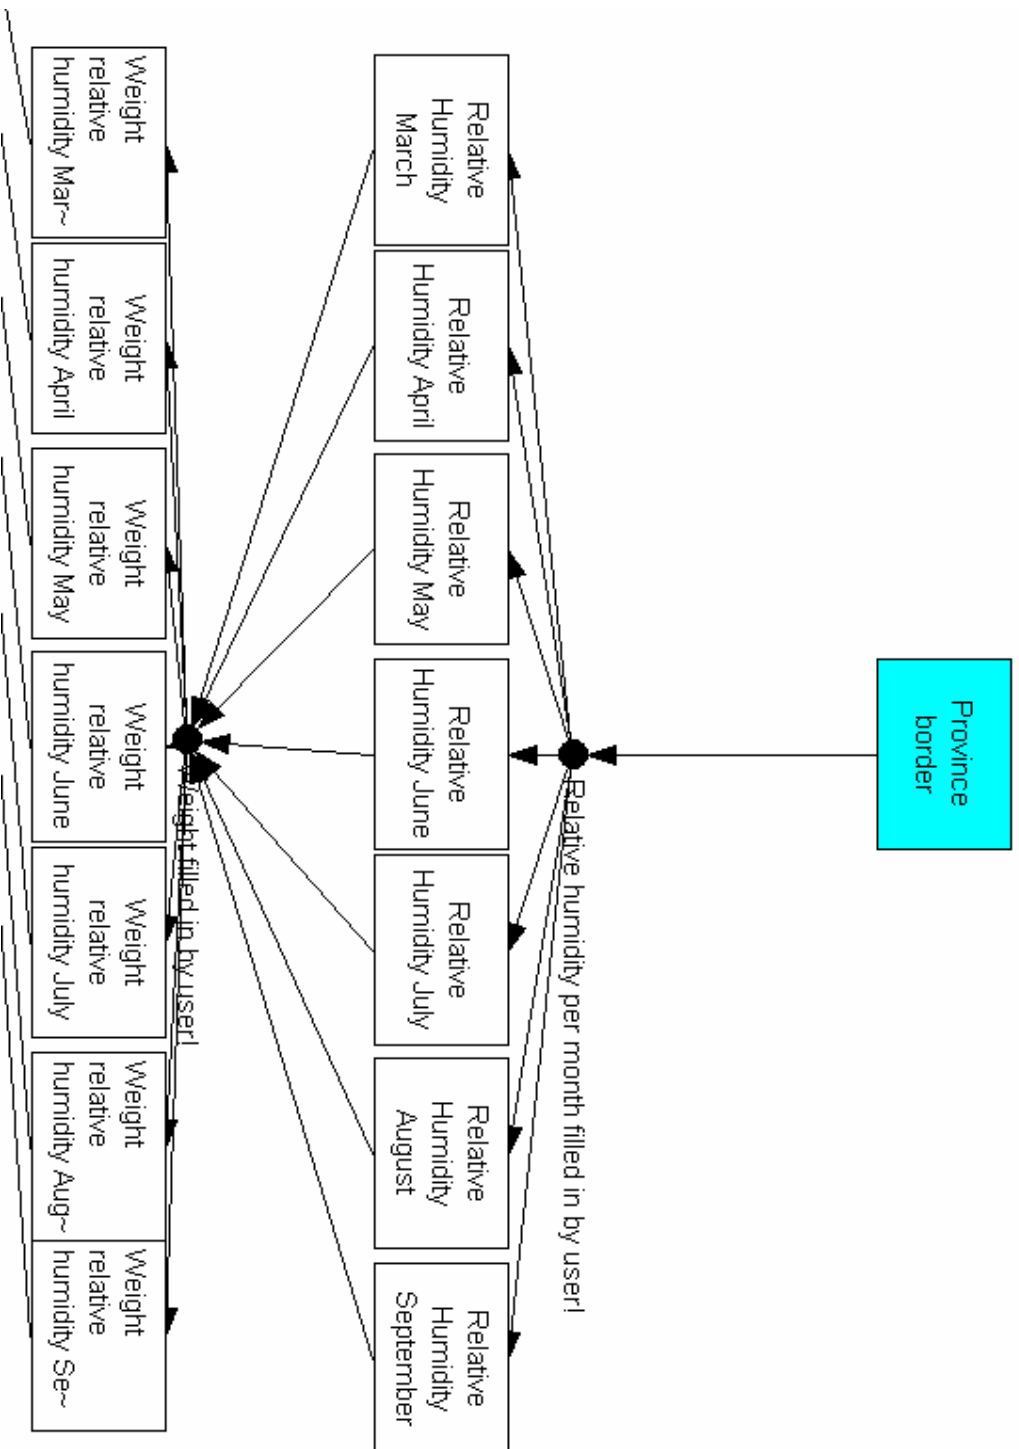 Province
border
Relative humidity per month filled in by user!
Relative
Humidity
March
Relative
Humidity April
Relative
Humidity May
Relative
Humidity June
Relative
Humidity July
Relative
Humidity
August
Relative
Humidity
September
Weight filled in by user!
Weight
relative
humidity Mar~
Weight
relative
humidity April
Weight
relative
humidity May
Weight
relative
humidity June
Weight
relative
humidity July
Weight
relative
humidity Aug~
Weight
relative
humidity Se~